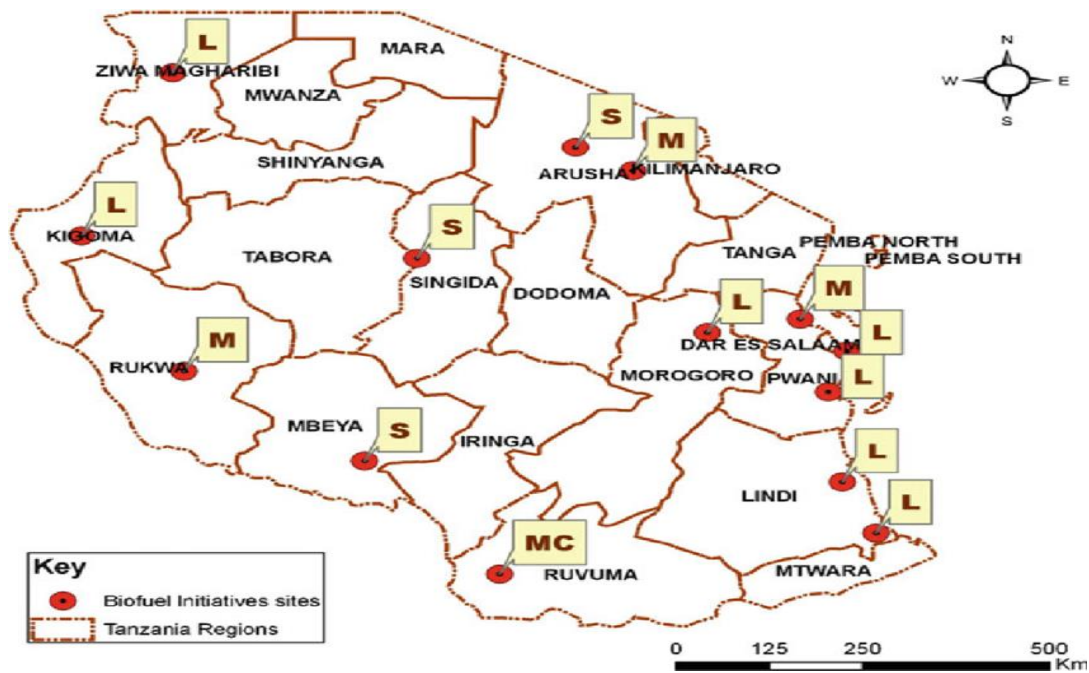 L
MARA
ZIWA MAGHARIBI
MWANZA
N
W E
S
S
M
SHINYANGA
ARUSHA
KILIMANJARO
L
S
KIGOMA
TABORA
SINGIDA
DODOMA
TANGA
PEMBA NORTH
PEMBA SOUTH
L
M
L
DAR ES SALAAM
M
RUKWA
MOROGORO
PWANI
L
MBEYA
S
IRINGA
L
LINDI
L
MC
RUVUMA
MTWARA
Key
Biofuel Initiatives sites
Tanzania Regions
0 125 250 500
Km